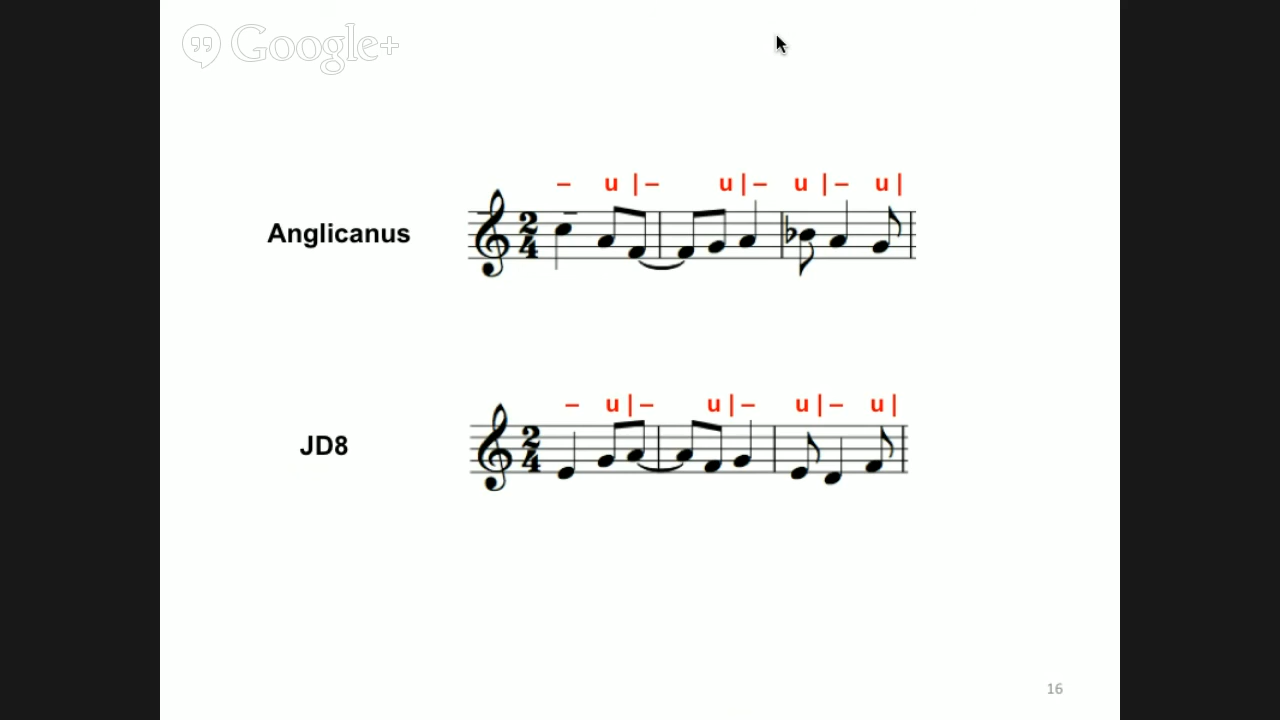 Google+
– u | – u | – u | – u |
Anglicanus
2
4
– u | – u | – u | – u |
JD8
2
4
16